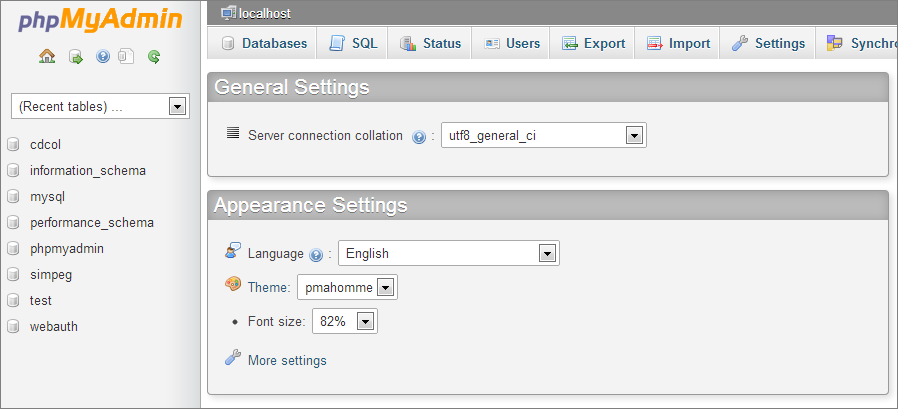 phpMyAdmin
(Recent tables) ...
cdcol
information_schema
mysql
performance_schema
phpmyadmin
simpeg
test
webauth
localhost
Databases SQL Status Users Export Import Settings Synchro
General Settings
Server connection collation : utf8_general_ci
Appearance Settings
Language : English
Theme: pmahomme
• Font size: 82%
More settings